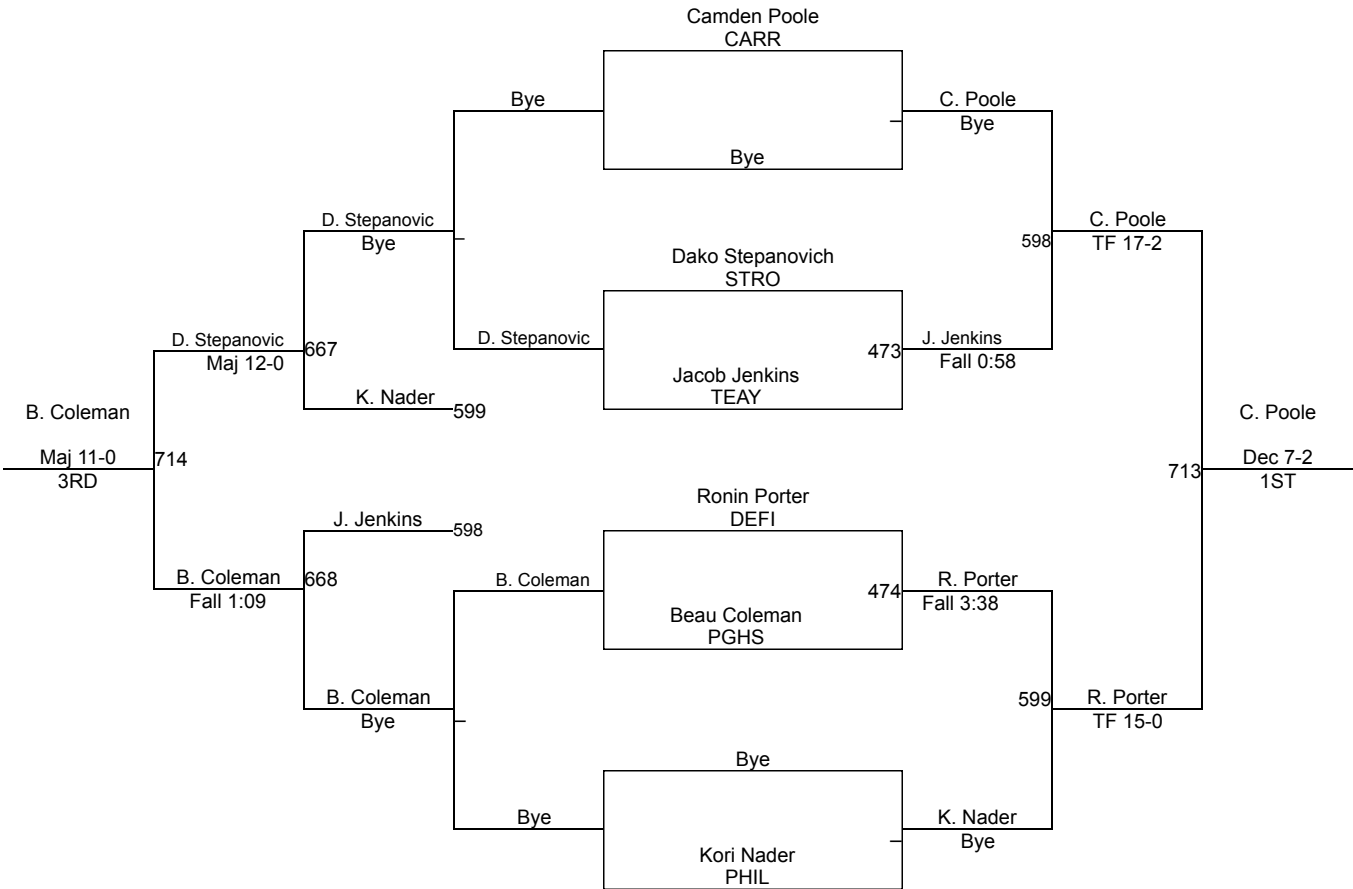 Camden Poole
CARR
Bye
C. Poole
Bye
Bye
D. Stepanovic
Bye
C. Poole
TF 17-2
598
Dako Stepanovich
STRO
D. Stepanovic
Maj 12-0
667
D. Stepanovic
473
J. Jenkins
Fall 0:58
Jacob Jenkins
TEAY
K. Nader
599
B. Coleman
Maj 11-0
3RD
714
C. Poole
Dec 7-2
1ST
713
Ronin Porter
DEFI
J. Jenkins
598
B. Coleman
Fall 1:09
668
B. Coleman
474
R. Porter
Fall 3:38
Beau Coleman
PGHS
B. Coleman
Bye
599
R. Porter
TF 15-0
Bye
Bye
K. Nader
Bye
Kori Nader
PHIL